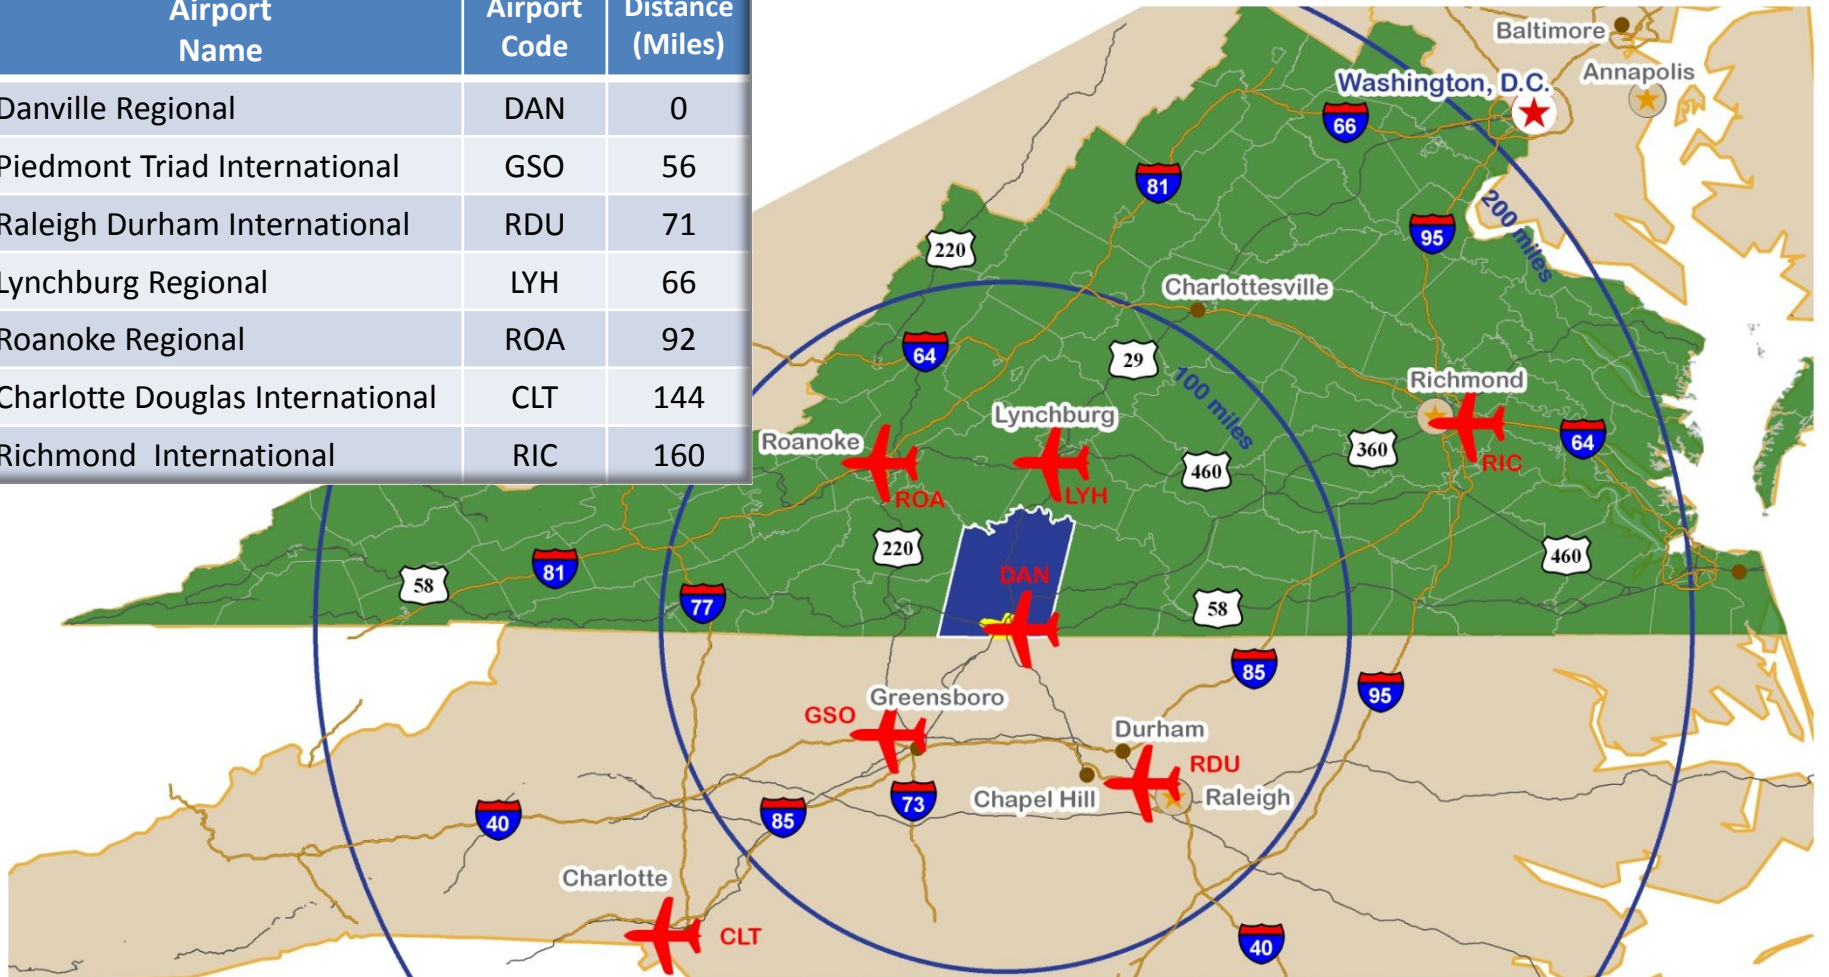 Airport Name
Airport Code
Distance (Miles)
Danville Regional DAN 0
Piedmont Triad International GSO 56
Raleigh Durham International RDU 71
Lynchburg Regional LYH 66
Roanoke Regional ROA 92
Charlotte Douglas International CLT 144
Richmond International RIC 160
Baltimore
Annapolis
Washington, D.C.
66
81
95
200 miles
220
Charlottesville
64
29
100 miles
Richmond
Lynchburg
Roanoke
360
64
460
RIC
ROA
LYH
220
460
58
81
DAN
77
58
85
95
Greensboro
GSO
Durham
RDU
73
Chapel Hill
Raleigh
40
85
Charlotte
CLT
40